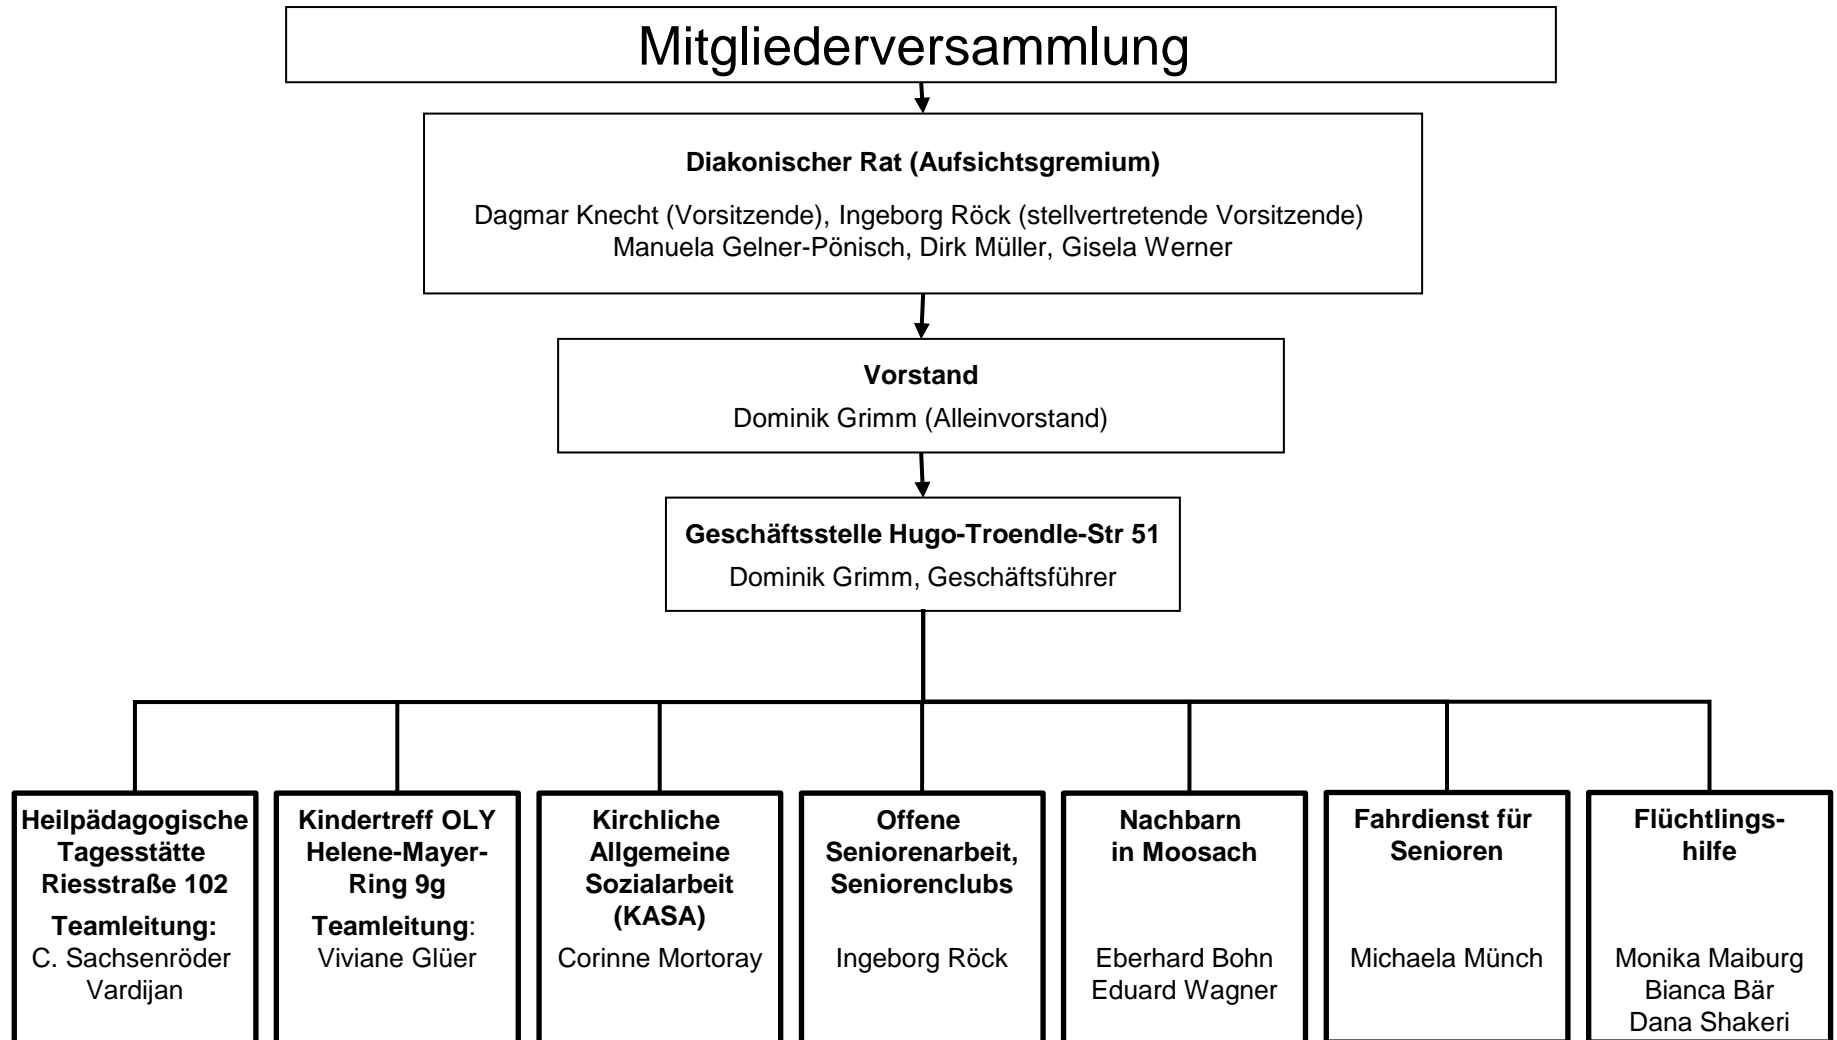 Mitgliederversammlung
Diakonischer Rat (Aufsichtsgremium)
Dagmar Knecht (Vorsitzende), Ingeborg Röck (stellvertretende Vorsitzende)
Manuela Gelner-Pönisch, Dirk Müller, Gisela Werner
Vorstand
Dominik Grimm (Alleinvorstand)
Geschäftsstelle Hugo-Troendle-Str 51
Dominik Grimm, Geschäftsführer
Heilpädagogische
Tagesstätte
Riesstraße 102
Teamleitung:
C. Sachsenröder
Vardijan
Kindertreff OLY
Helene-Mayer-
Ring 9g
Teamleitung:
Viviane Glüer
Kirchliche
Allgemeine
Sozialarbeit
(KASA)
Corinne Mortoray
Offene
Seniorenarbeit,
Seniorenclubs
Ingeborg Röck
Nachbarn
in Moosach
Eberhard Bohn
Eduard Wagner
Fahrdienst für
Senioren
Michaela Münch
Flüchtlings-
hilfe
Monika Maiburg
Bianca Bär
Dana Shakeri